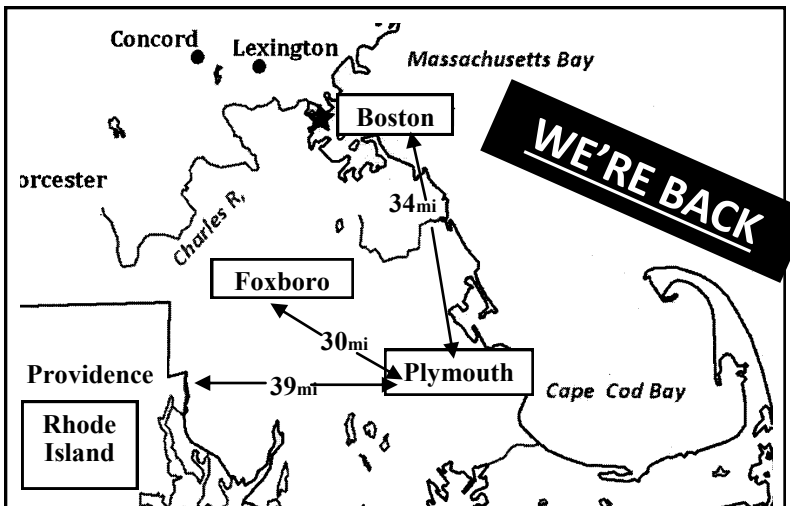 Concord
Lexington
Massachusetts Bay
Boston
WE'RE BACK
orcester
34mi
Charles R,
Foxboro
30mi
Providence
39mi
Plymouth
Cape Cod Bay
Rhode
Island